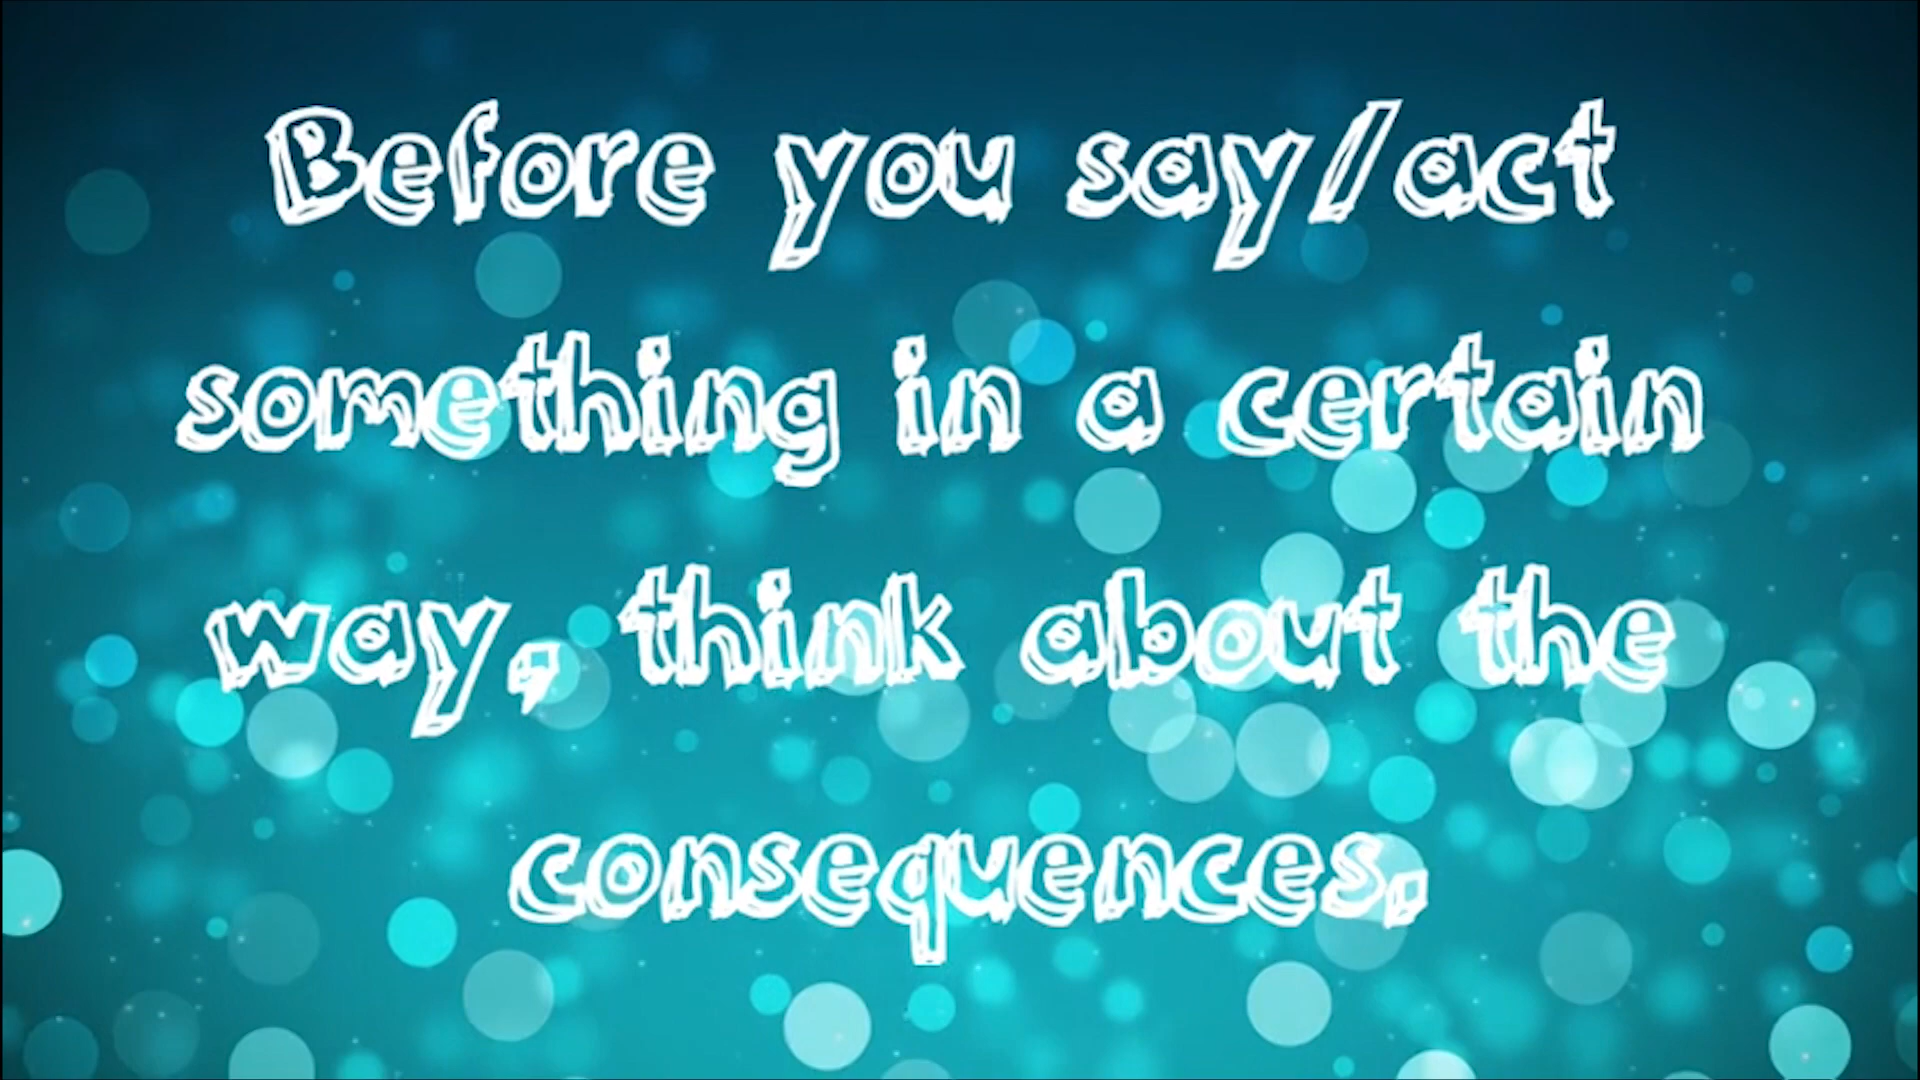 Before you say/act
something in a certain
way, think about the
consequences.